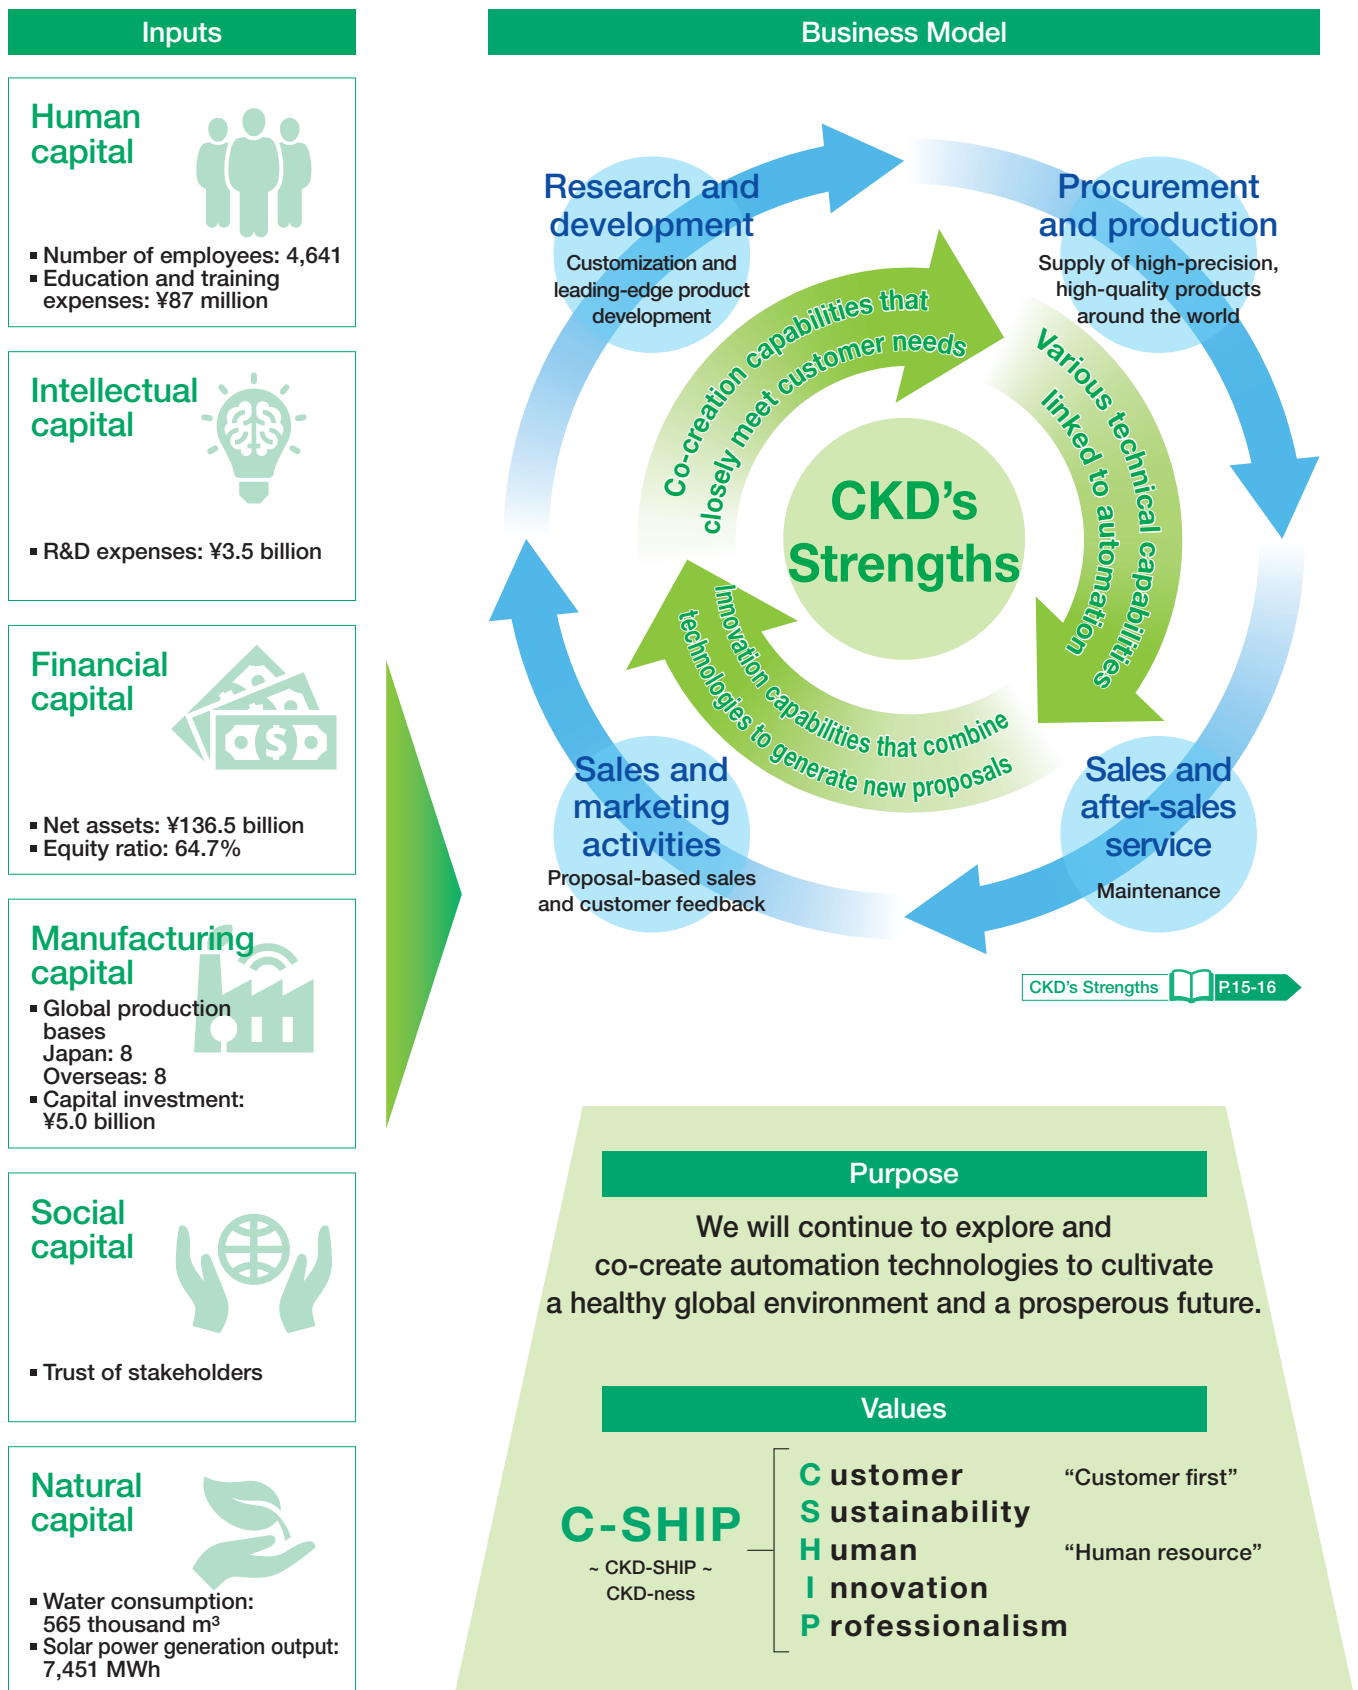 Inputs
Human
capital
▪ Number of employees: 4,641
▪ Education and training
expenses: ¥87 million
Intellectual
capital
▪ R&D expenses: ¥3.5 billion
Financial
capital
▪ Net assets: ¥136.5 billion
▪ Equity ratio: 64.7%
Manufacturing
capital
▪ Global production
bases
Japan: 8
Overseas: 8
▪ Capital investment:
¥5.0 billion
Social
capital
▪ Trust of stakeholders
Natural
capital
▪ Water consumption:
565 thousand m³
▪ Solar power generation output:
7,451 MWh
Business Model
Research and
development
Customization and
leading-edge product
development
Procurement
and production
Supply of high-precision,
high-quality products
around the world
Co-creation capabilities that
closely meet customer needs
Various technical capabilities
linked to automation
Innovation capabilities that combine
technologies to generate new proposals
CKD’s
Strengths
Sales and
marketing
activities
Proposal-based sales
and customer feedback
Sales and
after-sales
service
Maintenance
CKD’s Strengths P.15-16
Purpose
We will continue to explore and
co-create automation technologies to cultivate
a healthy global environment and a prosperous future.
Values
C-SHIP
~ CKD-SHIP ~
CKD-ness
Customer “Customer first”
Sustainability
Human “Human resource”
Innovation
Professionalism